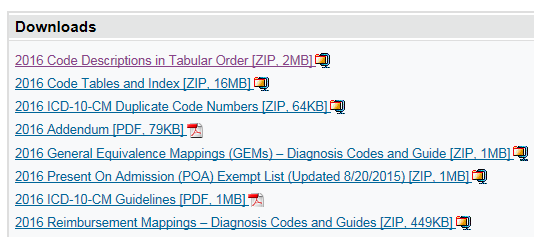 Downloads
2016 Code Descriptions in Tabular Order [ZIP, 2MB]
2016 Code Tables and Index [ZIP, 16MB]
2016 ICD-10-CM Duplicate Code Numbers [ZIP, 64KB]
2016 Addendum [PDF, 79KB]
2016 General Equivalence Mappings (GEMs) – Diagnosis Codes and Guide [ZIP, 1MB]
2016 Present On Admission (POA) Exempt List (Updated 8/20/2015) [ZIP, 1MB]
2016 ICD-10-CM Guidelines [PDF, 1MB]
2016 Reimbursement Mappings – Diagnosis Codes and Guides [ZIP, 449KB]